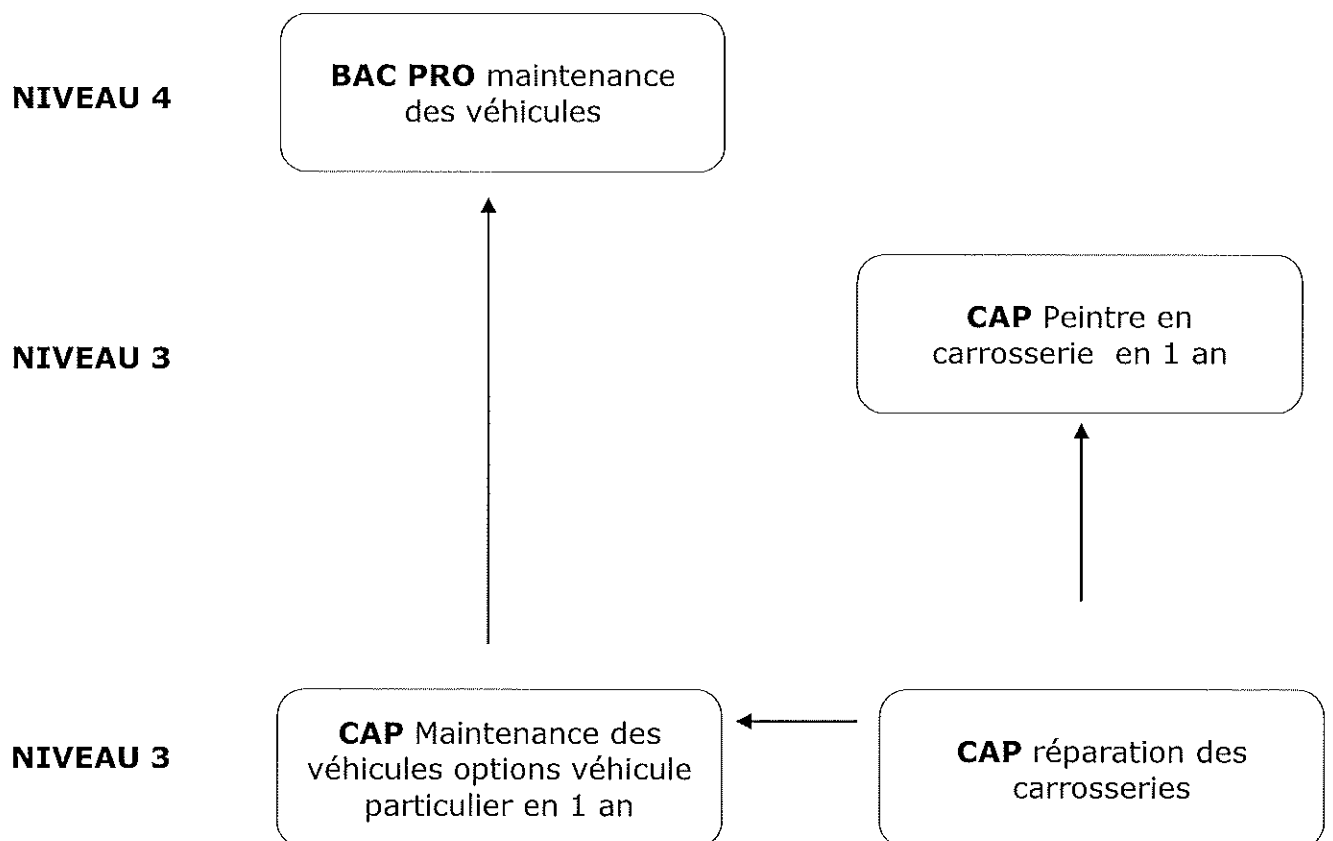 NIVEAU 4
BAC PRO maintenance
des véhicules
NIVEAU 3
CAP Peintre en
carrosserie en 1 an
NIVEAU 3
CAP Maintenance des
véhicules options véhicule
particulier en 1 an
CAP réparation des
carrosseries